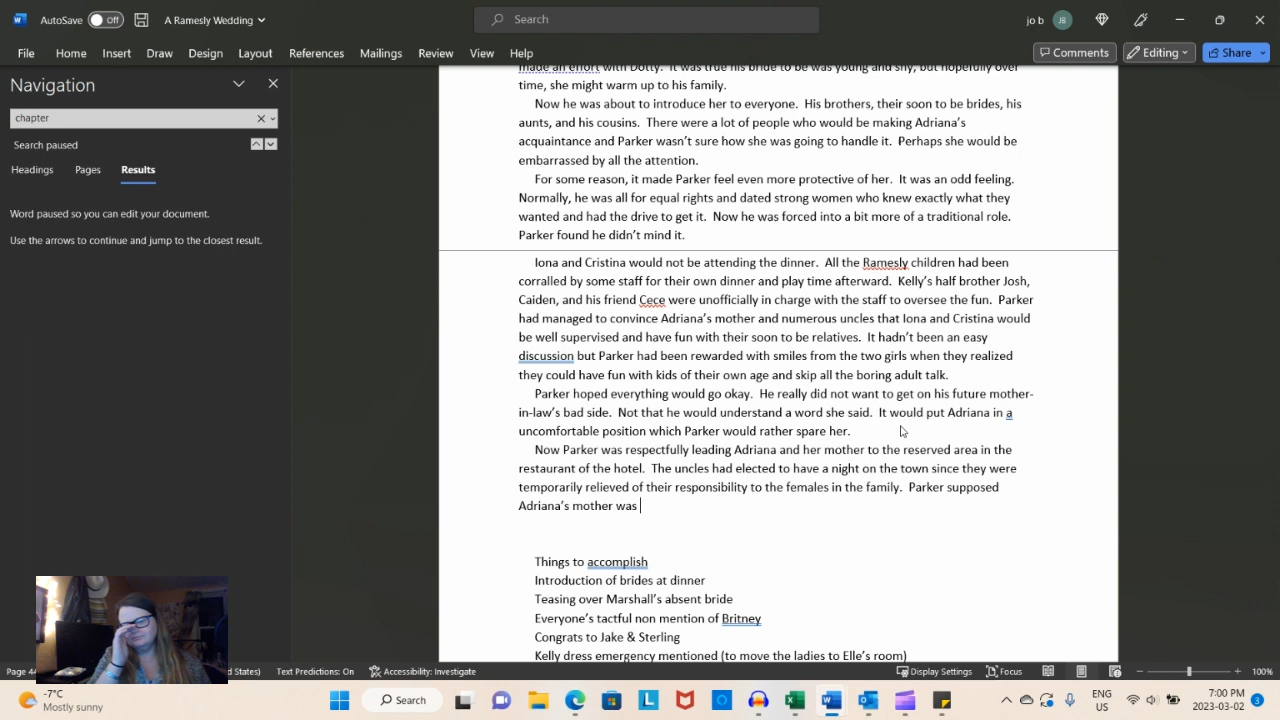 AutoSave Off A Ramesly Wedding Search jo b JB
File Home Insert Draw Design Layout References Mailings Review View Help Comments Editing Share
Navigation
chapter
Search paused
Headings Pages Results
Word paused so you can edit your document.
Use the arrows to continue and jump to the closest result.
made an effort with Dotty. It was true his bride to be was young and shy, but hopefully over
time, she might warm up to his family.
Now he was about to introduce her to everyone. His brothers, their soon to be brides, his
aunts, and his cousins. There were a lot of people who would be making Adriana's
acquaintance and Parker wasn't sure how she was going to handle it. Perhaps she would be
embarrassed by all the attention.
For some reason, it made Parker feel even more protective of her. It was an odd feeling.
Normally, he was all for equal rights and dated strong women who knew exactly what they
wanted and had the drive to get it. Now he was forced into a bit more of a traditional role.
Parker found he didn't mind it.
Iona and Cristina would not be attending the dinner. All the Ramesly children had been
corralled by some staff for their own dinner and play time afterward. Kelly's half brother Josh,
Caiden, and his friend Cece were unofficially in charge with the staff to oversee the fun. Parker
had managed to convince Adriana's mother and numerous uncles that Iona and Cristina would
be well supervised and have fun with their soon to be relatives. It hadn't been an easy
discussion but Parker had been rewarded with smiles from the two girls when they realized
they could have fun with kids of their own age and skip all the boring adult talk.
Parker hoped everything would go okay. He really did not want to get on his future mother-
in-law's bad side. Not that he would understand a word she said. It would put Adriana in a
uncomfortable position which Parker would rather spare her.
Now Parker was respectfully leading Adriana and her mother to the reserved area in the
restaurant of the hotel. The uncles had elected to have a night on the town since they were
temporarily relieved of their responsibility to the females in the family. Parker supposed
Adriana's mother was
Things to accomplish
Introduction of brides at dinner
Teasing over Marshall's absent bride
Everyone's tactful non mention of Britney
Congrats to Jake & Sterling
Kelly dress emergency mentioned (to move the ladies to Elle's room)
Page 4 d States) Text Predictions: On Accessibility: Investigate Display Settings Focus 100%
-7°C
Mostly sunny
Search
ENG
US
7:00 PM
2023-03-02
3